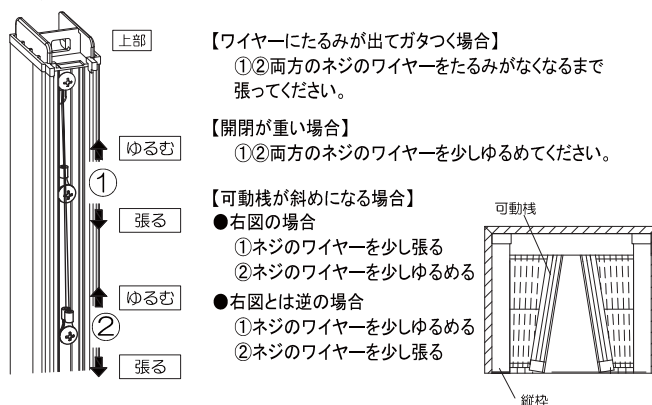 上部
ゆるむ
①
張る
ゆるむ
②
張る
【ワイヤーにたるみが出てガタつく場合】
①②両方のネジのワイヤーをたるみがなくなるまで
張ってください。
【開閉が重い場合】
①②両方のネジのワイヤーを少しゆるめてください。
【可動桟が斜めになる場合】
●右図の場合
①ネジのワイヤーを少し張る
②ネジのワイヤーを少しゆるめる
●右図とは逆の場合
①ネジのワイヤーを少しゆるめる
②ネジのワイヤーを少し張る
可動桟
縦枠